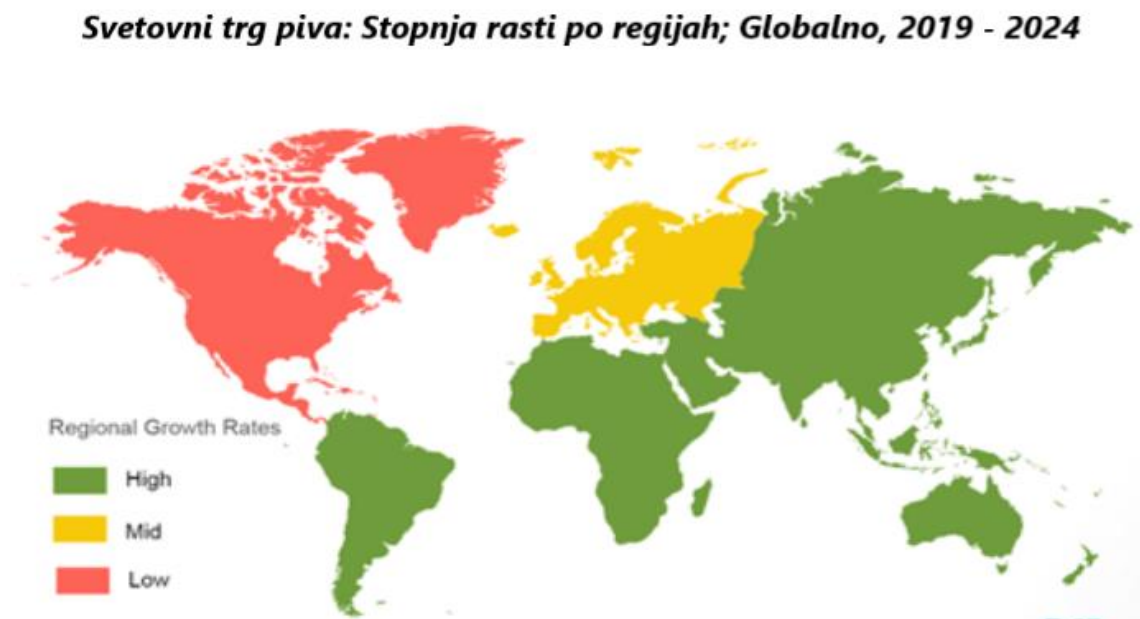 Svetovni trg piva: Stopnja rasti po regijah; Globalno, 2019 - 2024
Regional Growth Rates
High
Mid
Low